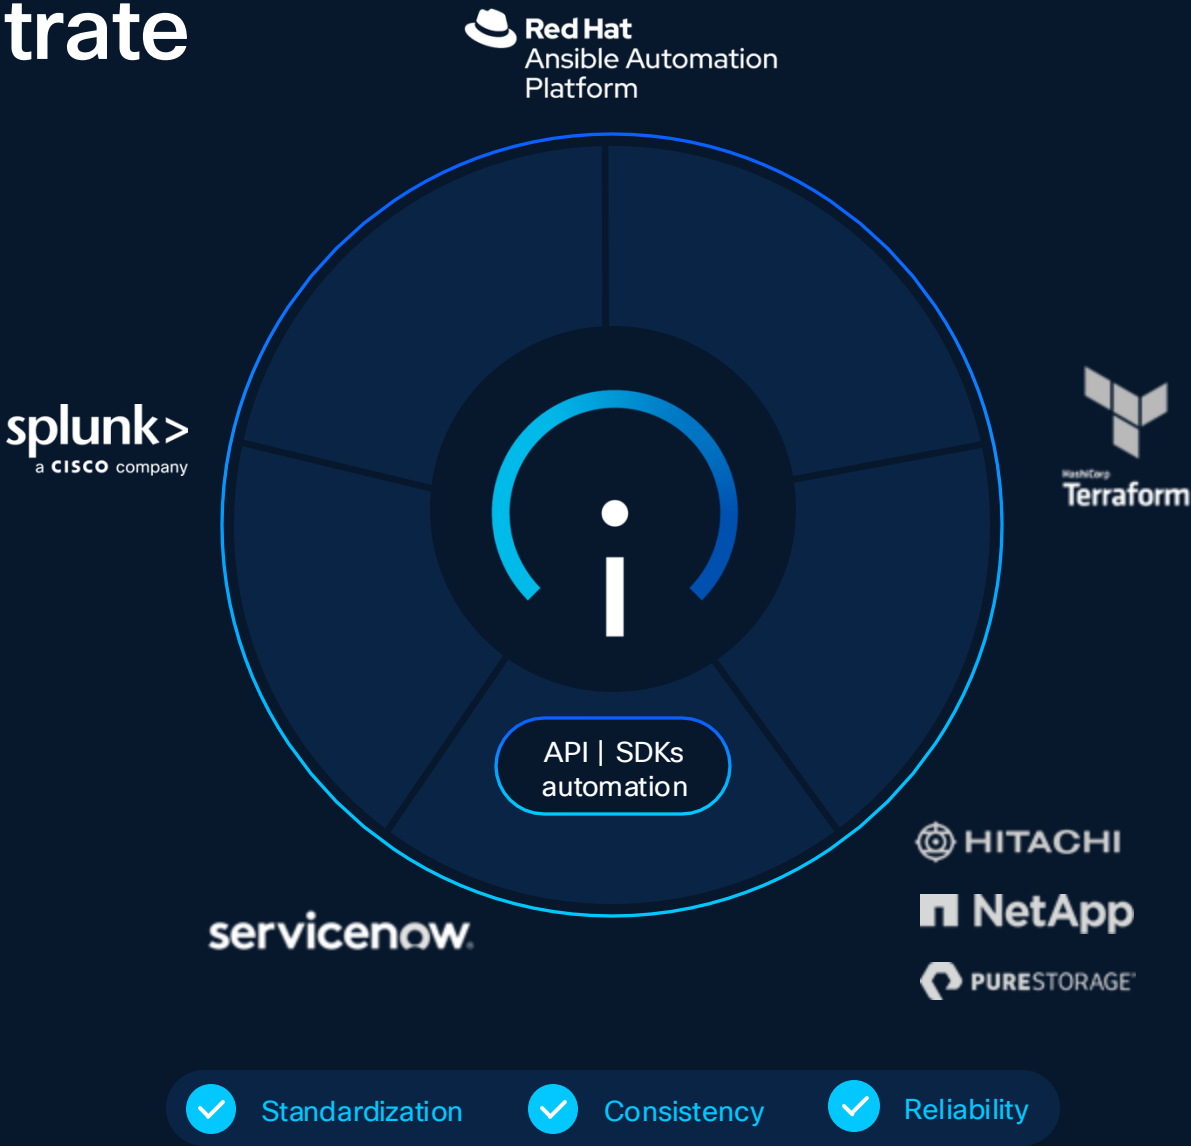 trate
Red Hat
Ansible Automation
Platform
splunk>
a CISCO company
HashiCorp
Terraform
API | SDKs
automation
HITACHI
NetApp
PURESTORAGE®
servicenow®
Standardization
Consistency
Reliability